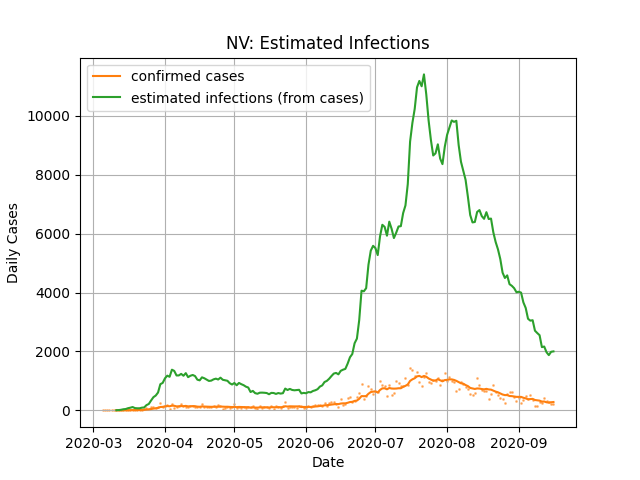 NV: Estimated Infections
confirmed cases
estimated infections (from cases)
Daily Cases
10000
8000
6000
4000
2000
0
2020-03 2020-04 2020-05 2020-06 2020-07 2020-08 2020-09
Date